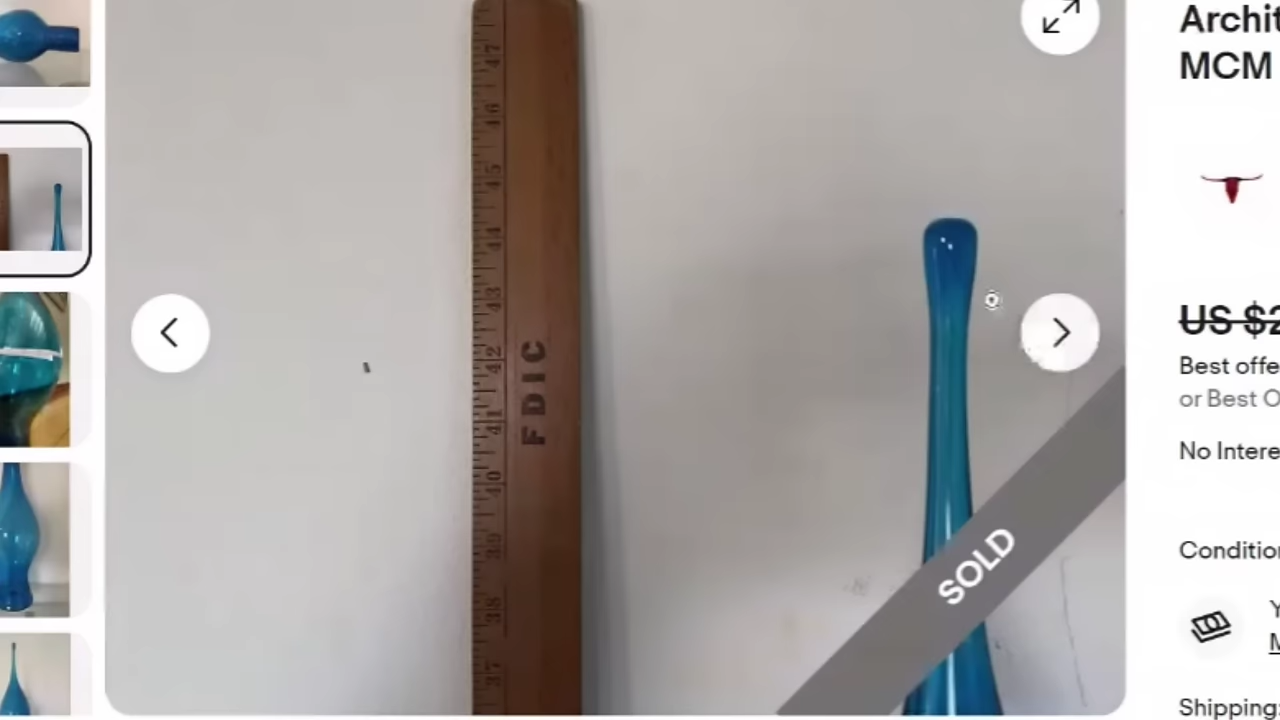 Archit
MCM
47
46
45
44
43
42
41
40
39
38
37
FDIC
SOLD
US $2
Best offe
or Best O
No Intere
Condition
Y
M
Shipping: